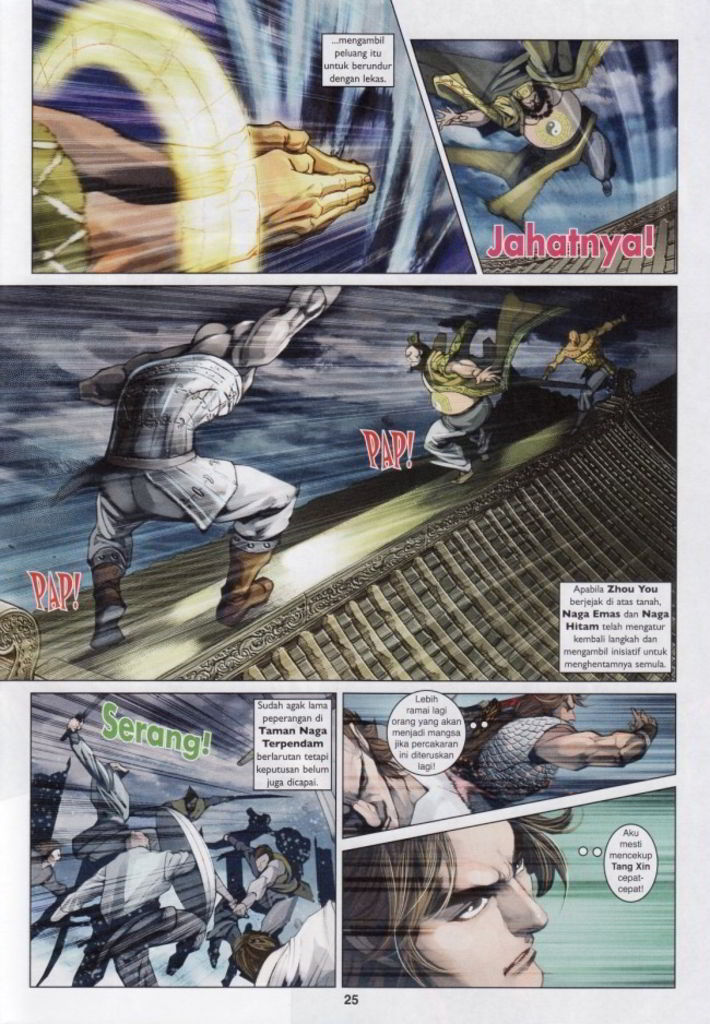 ...mengambil
peluang itu
untuk berundur
dengan lekas.
Jahatnya!
PAP!
PAP!
Apabila Zhou You
berjejak di atas tanah,
Naga Emas dan Naga
Hitam telah mengatur
kembali langkah dan
mengambil inisiatif untuk
menghentamnya semula.
Serang!
Sudah agak lama
peperangan di
Taman Naga
Terpendam
berlarutan tetapi
keputusan belum
juga dicapai.
Lebih
ramai lagi
orang yang akan
menjadi mangsa
jika percakaran
ini diteruskan
lagi!
Aku
mesti
mencekup
Tang Xin
cepat-
cepat!
25